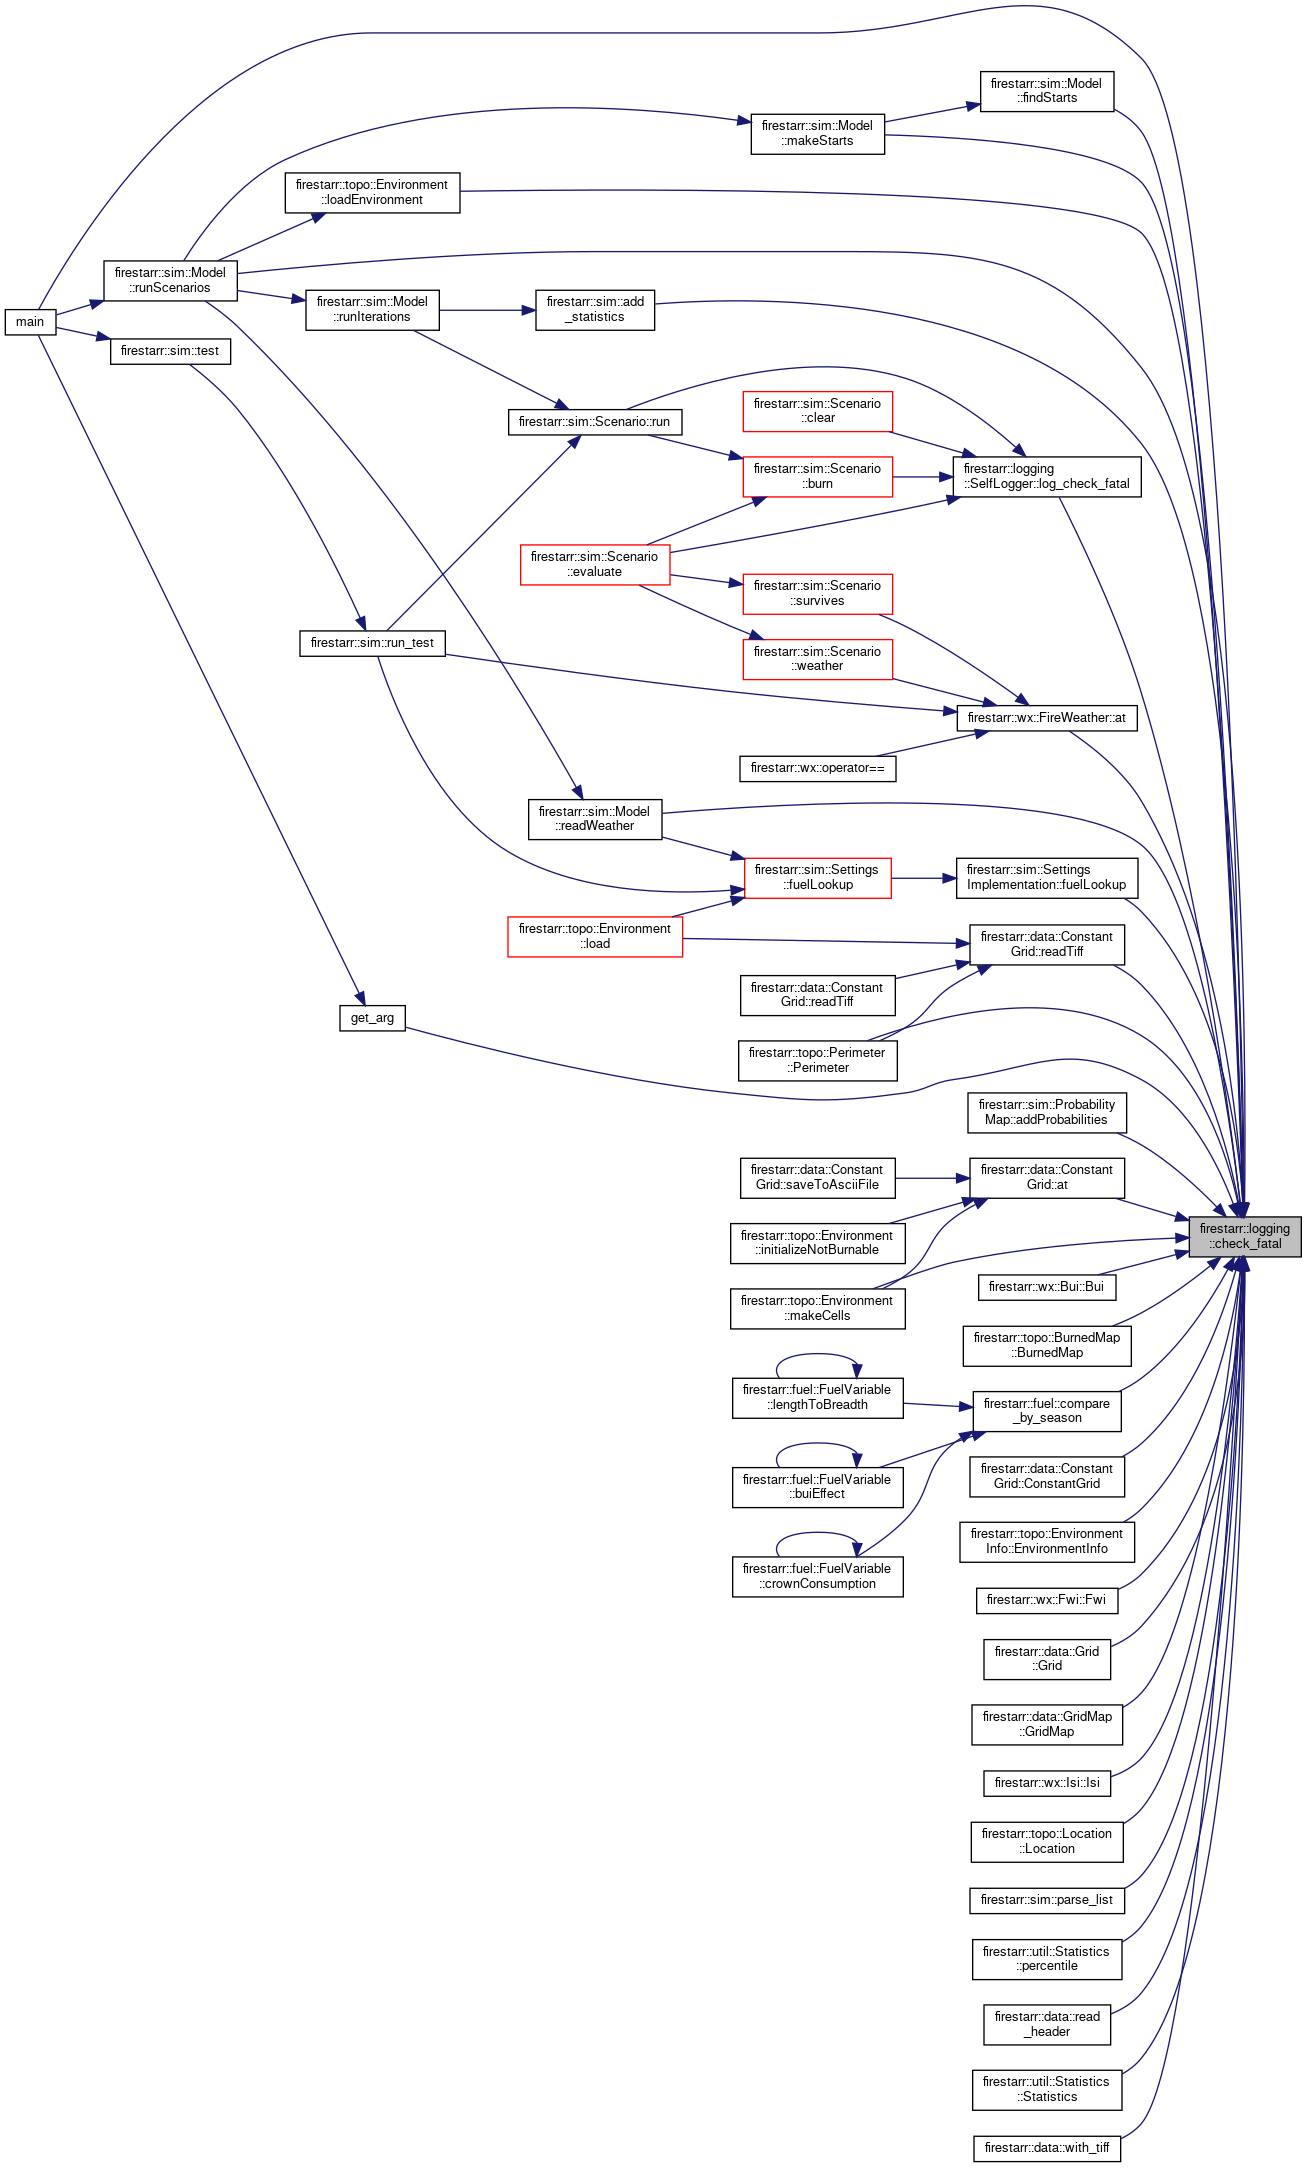 firestarr::sim::Model
::findStarts
firestarr::sim::Model
::makeStarts
firestarr::topo::Environment
::loadEnvironment
firestarr::sim::Model
::runScenarios
firestarr::sim::Model
::runIterations
firestarr::sim::add
_statistics
main
firestarr::sim::test
firestarr::sim::Scenario
::clear
firestarr::sim::Scenario::run
firestarr::sim::Scenario
::burn
firestarr::logging
::SelfLogger::log_check_fatal
firestarr::sim::Scenario
::evaluate
firestarr::sim::Scenario
::survives
firestarr::sim::run_test
firestarr::sim::Scenario
::weather
firestarr::wx::FireWeather::at
firestarr::wx::operator==
firestarr::sim::Model
::readWeather
firestarr::sim::Settings
::fuelLookup
firestarr::sim::Settings
Implementation::fuelLookup
firestarr::topo::Environment
::load
firestarr::data::Constant
Grid::readTiff
firestarr::data::Constant
Grid::readTiff
get_arg
firestarr::topo::Perimeter
::Perimeter
firestarr::sim::Probability
Map::addProbabilities
firestarr::data::Constant
Grid::saveToAsciiFile
firestarr::data::Constant
Grid::at
firestarr::logging
::check_fatal
firestarr::topo::Environment
::initializeNotBurnable
firestarr::wx::Bui::Bui
firestarr::topo::Environment
::makeCells
firestarr::topo::BurnedMap
::BurnedMap
firestarr::fuel::FuelVariable
::lengthToBreadth
firestarr::fuel::compare
_by_season
firestarr::fuel::FuelVariable
::buiEffect
firestarr::data::Constant
Grid::ConstantGrid
firestarr::topo::Environment
Info::EnvironmentInfo
firestarr::fuel::FuelVariable
::crownConsumption
firestarr::wx::Fwi::Fwi
firestarr::data::Grid
::Grid
firestarr::data::GridMap
::GridMap
firestarr::wx::Isi::Isi
firestarr::topo::Location
::Location
firestarr::sim::parse_list
firestarr::util::Statistics
::percentile
firestarr::data::read
_header
firestarr::util::Statistics
::Statistics
firestarr::data::with_tiff